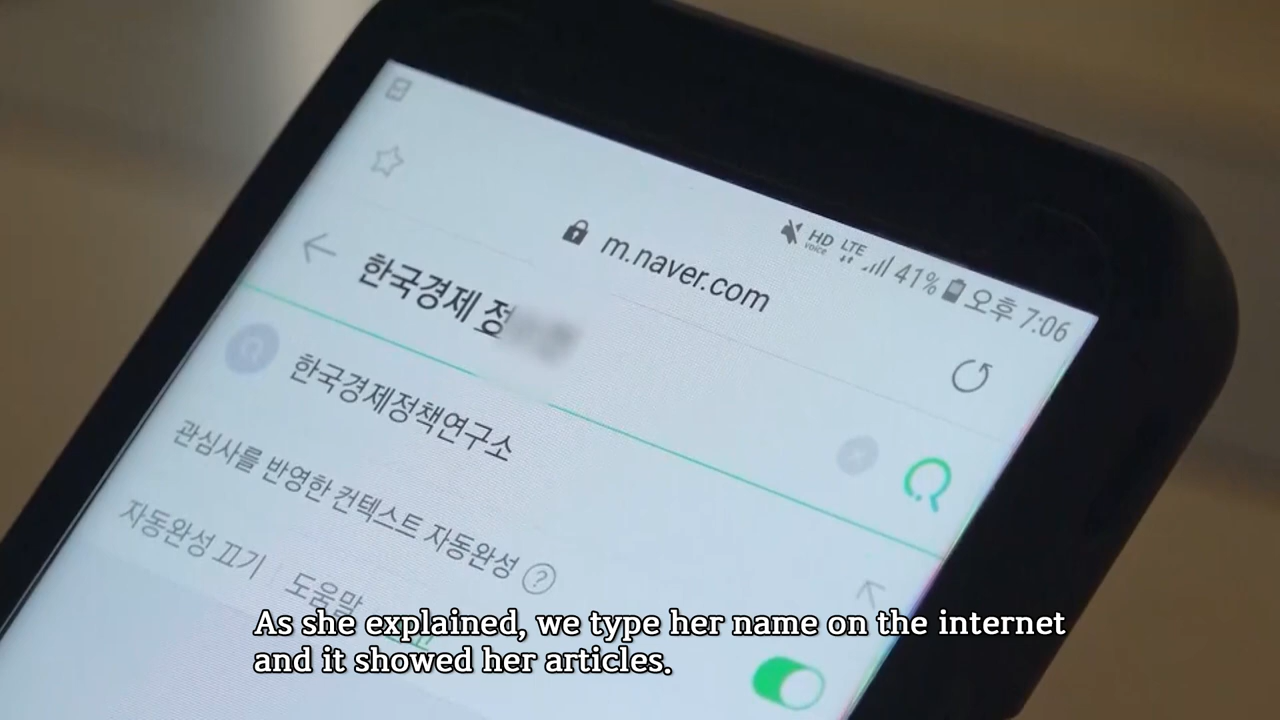 HD voice LTE 41% 오후 7:06
m.naver.com
한국경제 정
한국경제정책연구소
관심사를 반영한 컨텍스트 자동완성 ?
자동완성 끄기 도움말
As she explained, we type her name on the internet
and it showed her articles.